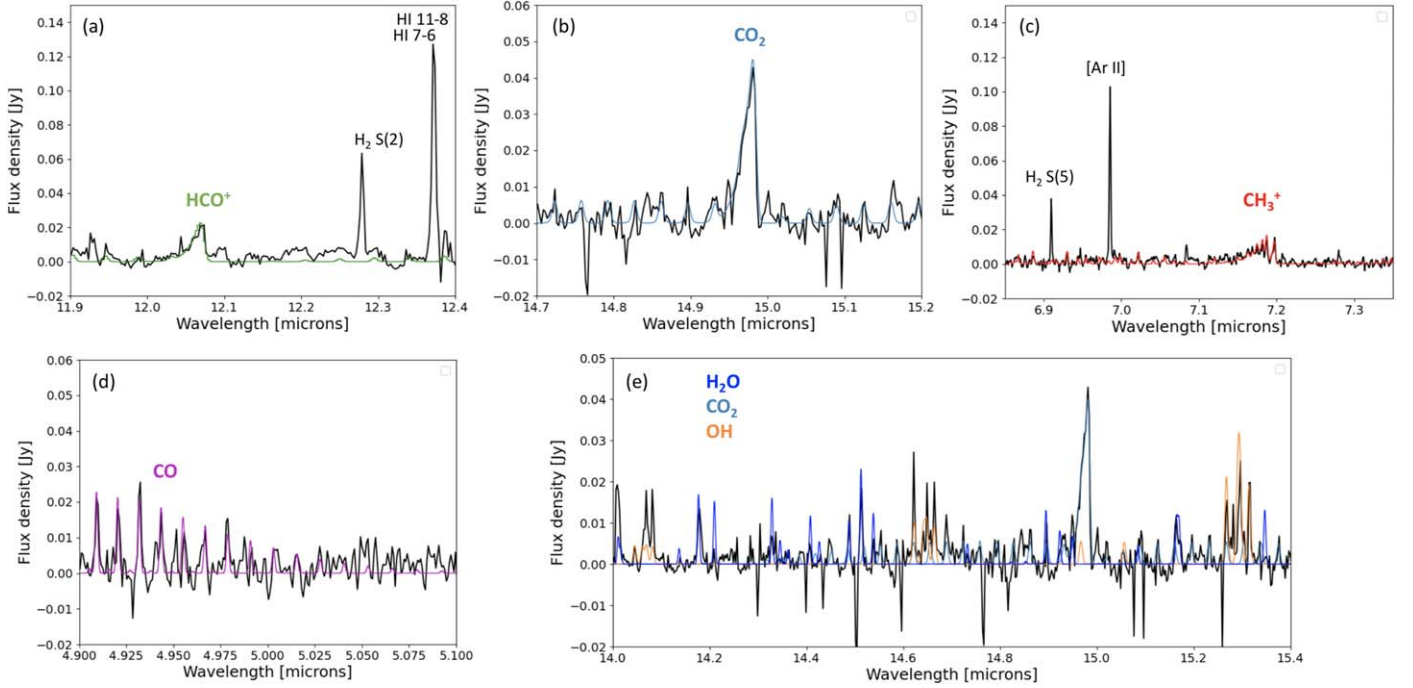 (a)
HI 11-8
HI 7-6
H₂ S(2)
HCO⁺
Flux density [Jy]
0.14
0.12
0.10
0.08
0.06
0.04
0.02
0.00
−0.02
11.9 12.0 12.1 12.2 12.3 12.4
Wavelength [microns]
(b)
CO₂
Flux density [Jy]
0.06
0.05
0.04
0.03
0.02
0.01
0.00
−0.01
−0.02
14.7 14.8 14.9 15.0 15.1 15.2
Wavelength [microns]
(c)
[Ar II]
H₂ S(5)
CH₃⁺
Flux density [Jy]
0.14
0.12
0.10
0.08
0.06
0.04
0.02
0.00
−0.02
6.9 7.0 7.1 7.2 7.3
Wavelength [microns]
(d)
CO
Flux density [Jy]
0.06
0.05
0.04
0.03
0.02
0.01
0.00
−0.01
−0.02
4.900 4.925 4.950 4.975 5.000 5.025 5.050 5.075 5.100
Wavelength [microns]
(e)
H₂O
CO₂
OH
Flux density [Jy]
0.05
0.04
0.03
0.02
0.01
0.00
−0.01
−0.02
14.0 14.2 14.4 14.6 14.8 15.0 15.2 15.4
Wavelength [microns]